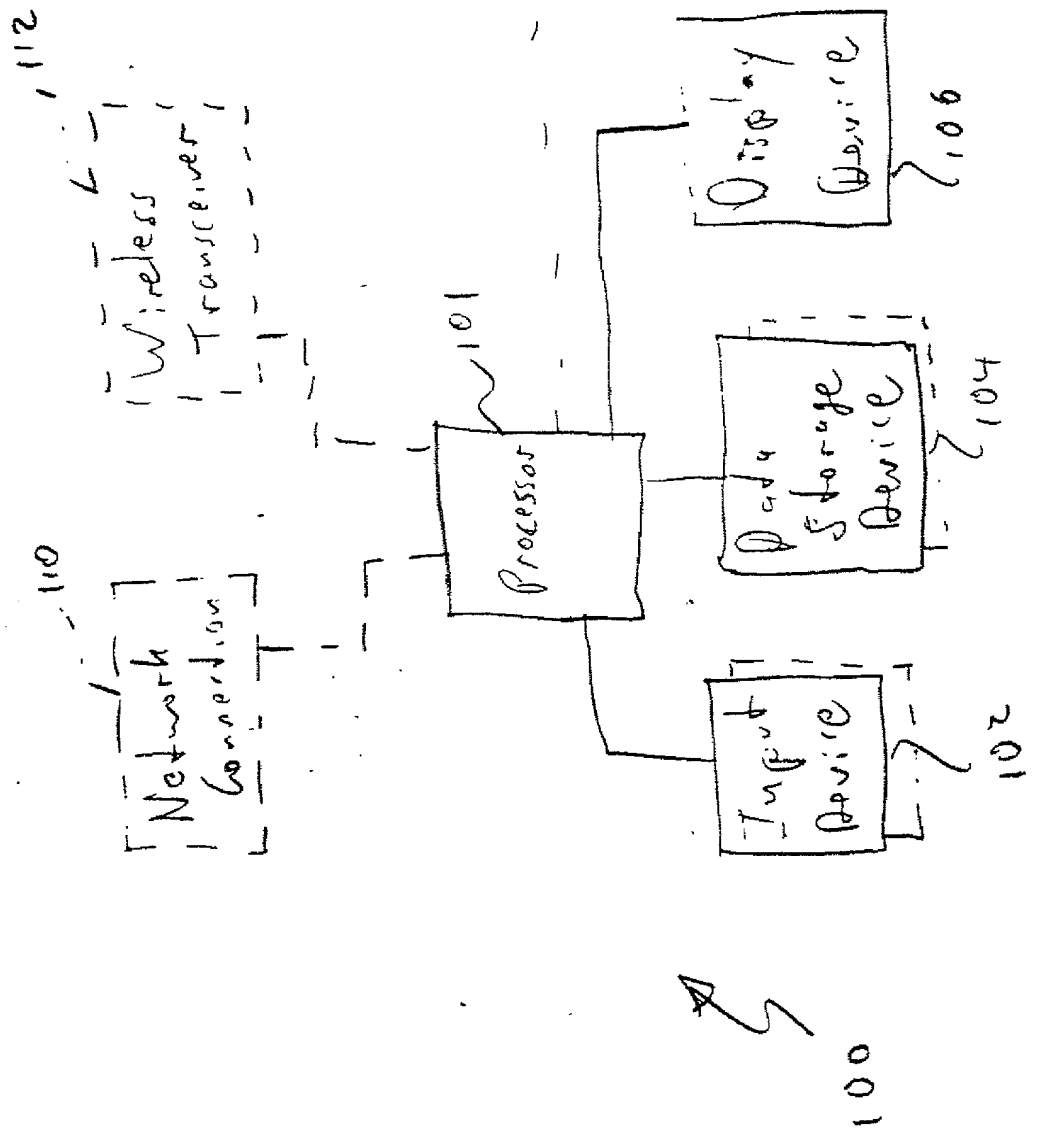 110
112
Network
Connection
Wireless
Transceiver
101
Processor
Input
Device
Data
Storage
Device
Display
Device
100
102
104
106